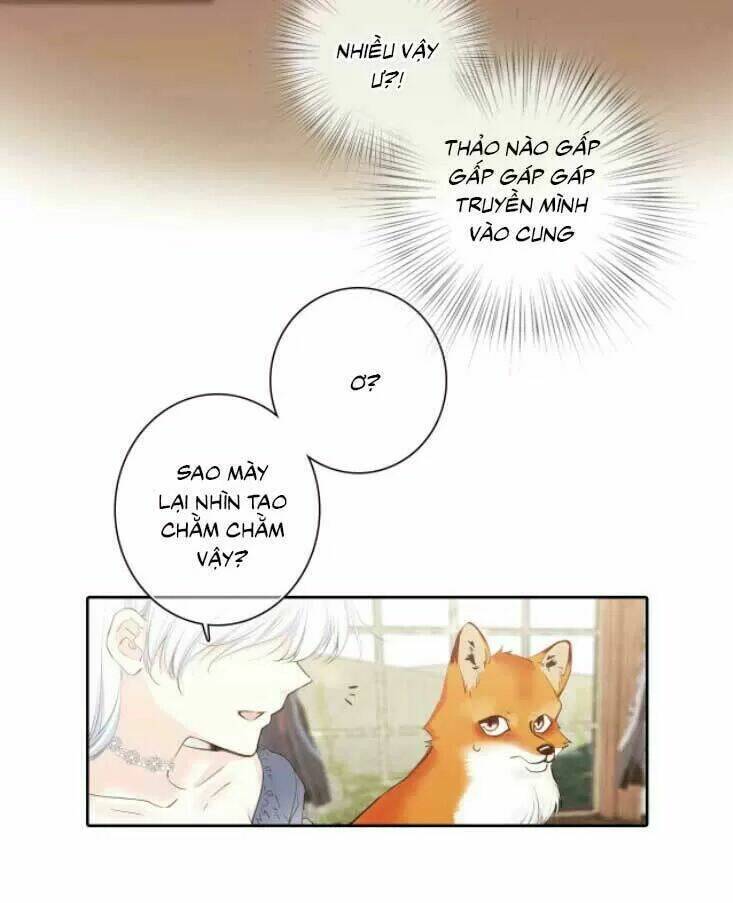 NHIỀU VẬY
Ư?!
THẢO NÀO GẤP
GẤP GÁP GÁP
TRUYỀN MÌNH
VÀO CUNG
Ơ?
SAO MÀY
LẠI NHÌN TAO
CHẰM CHẰM
VẬY?